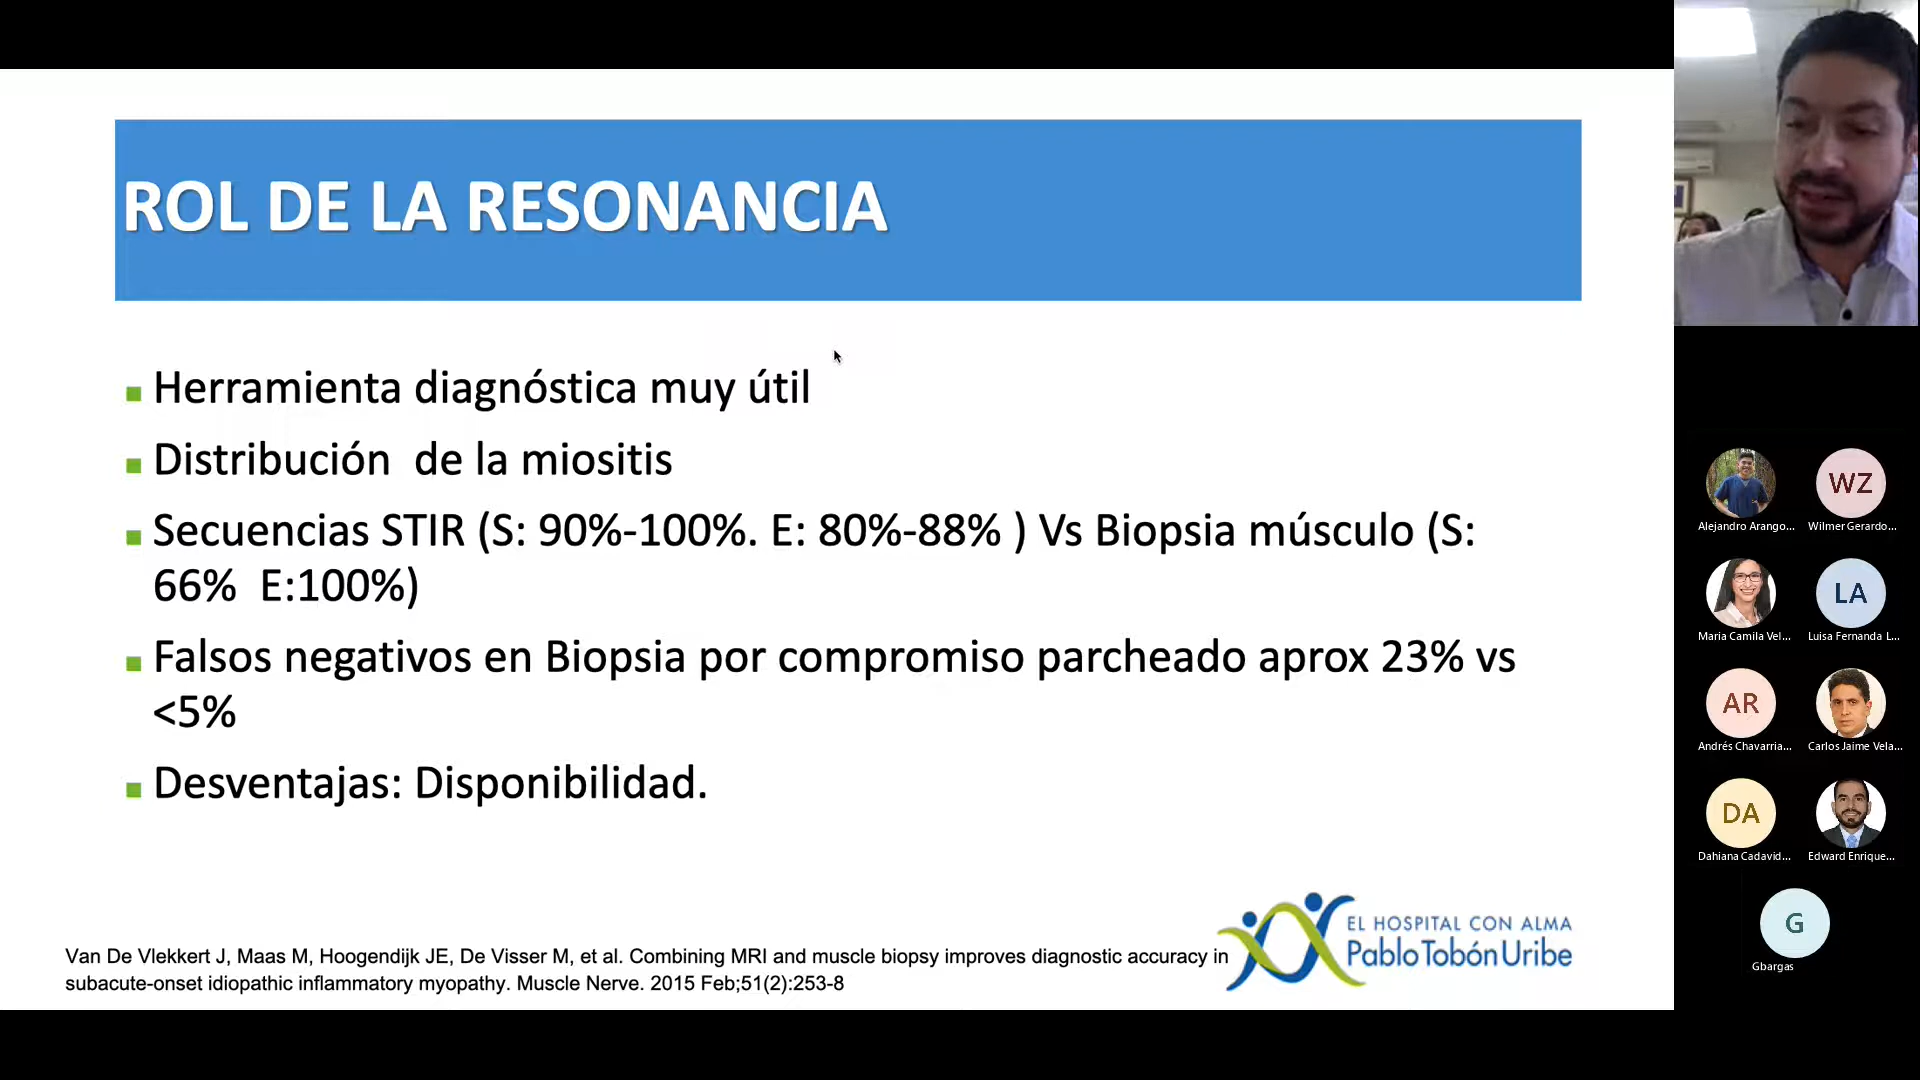 ROL DE LA RESONANCIA
Herramienta diagnóstica muy útil
Distribución  de la miositis
Secuencias STIR (S: 90%-100%. E: 80%-88% ) Vs Biopsia músculo (S:
66%  E:100%)
Falsos negativos en Biopsia por compromiso parcheado aprox 23% vs
<5%
Desventajas: Disponibilidad.
Van De Vlekkert J, Maas M, Hoogendijk JE, De Visser M, et al. Combining MRI and muscle biopsy improves diagnostic accuracy in
subacute-onset idiopathic inflammatory myopathy. Muscle Nerve. 2015 Feb;51(2):253-8
EL HOSPITAL CON ALMA
Pablo Tobón Uribe
WZ
Alejandro Arango...
Wilmer Gerardo...
LA
Maria Camila Vel...
Luisa Fernanda L...
AR
Andrés Chavarria...
Carlos Jaime Vela...
DA
Dahiana Cadavid...
Edward Enrique...
G
Gbargas